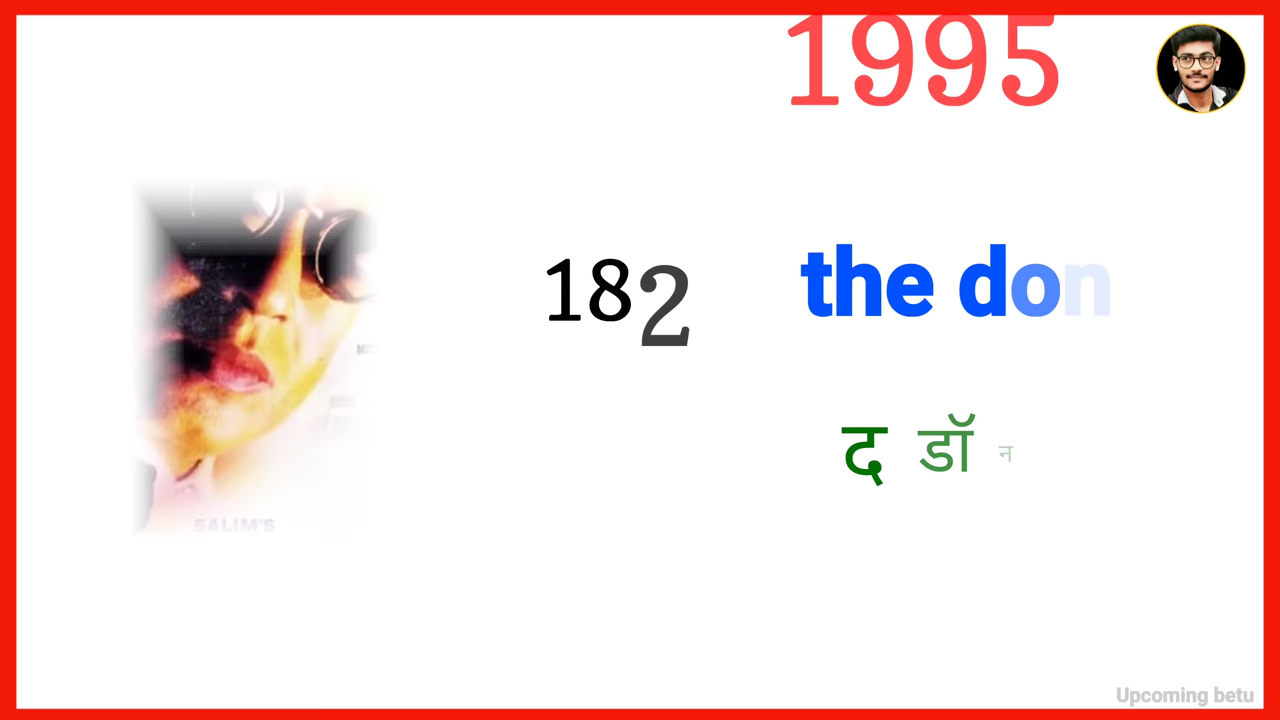 1995
182
the don
द डॉन
SALIM'S
Upcoming betu